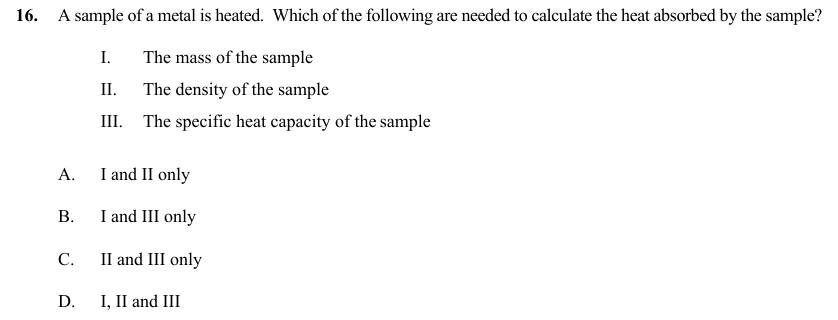 16. A sample of a metal is heated. Which of the following are needed to calculate the heat absorbed by the sample?
I. The mass of the sample
II. The density of the sample
III. The specific heat capacity of the sample
A. I and II only
B. I and III only
C. II and III only
D. I, II and III